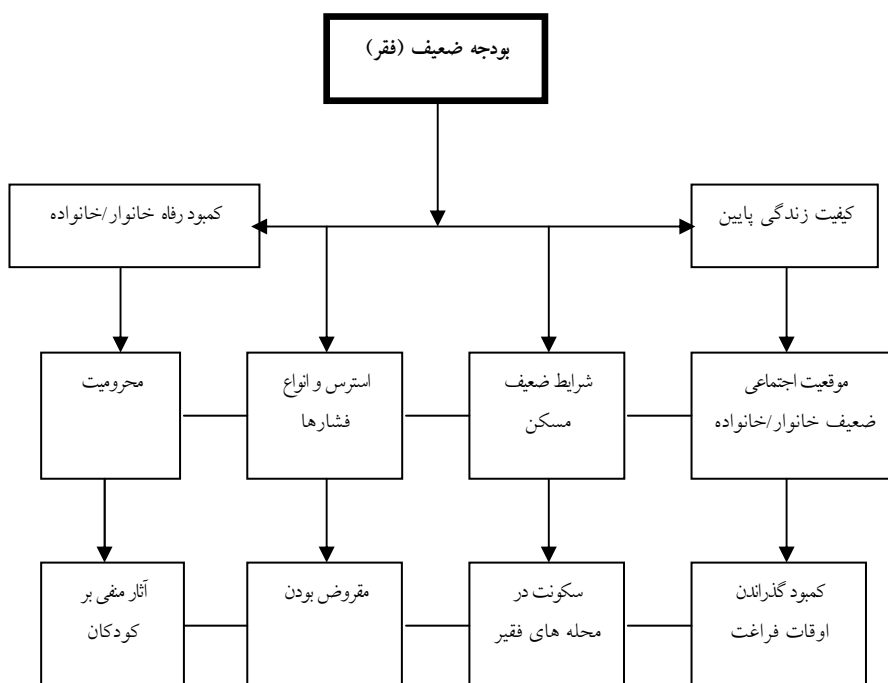 بودجه ضعیف (فقر)
کیفیت زندگی پایین
کمبود رفاه خانوار/خانواده
موقعیت اجتماعی
ضعیف خانوار/خانواده
شرایط ضعیف
مسکن
استرس و انواع
فشارها
محرومیت
کمبود گذراندن
اوقات فراغت
سکونت در
محله های فقیر
مقروض بودن
آثار منفی بر
کودکان